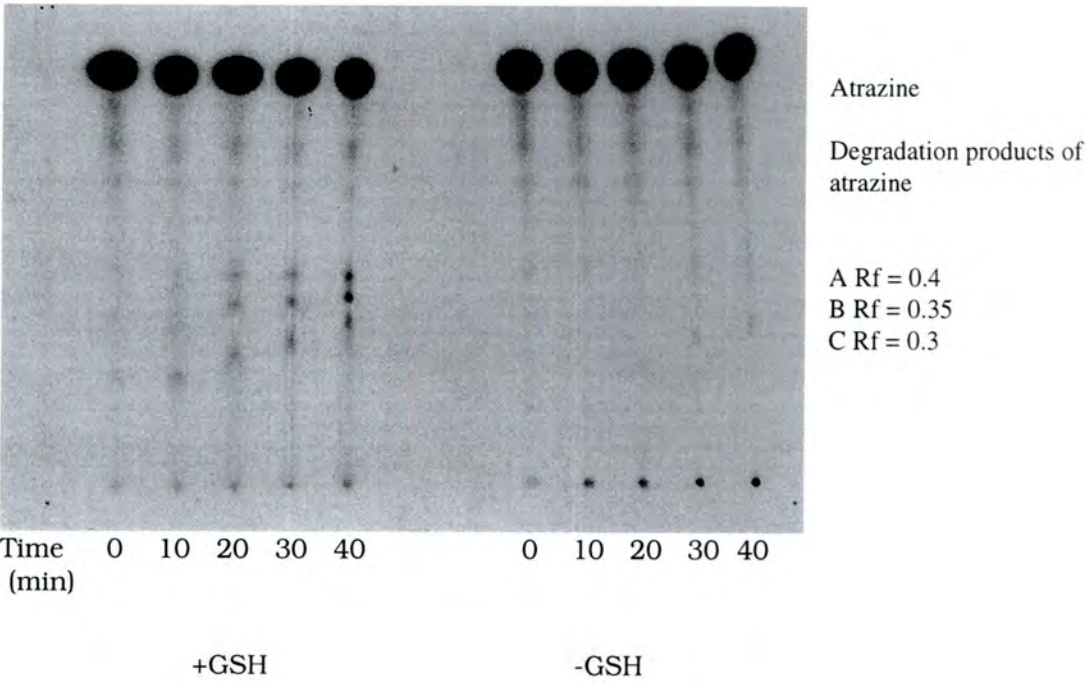 Atrazine
Degradation products of
atrazine
A Rf = 0.4
B Rf = 0.35
C Rf = 0.3
Time 0 10 20 30 40 0 10 20 30 40
(min)
+GSH -GSH